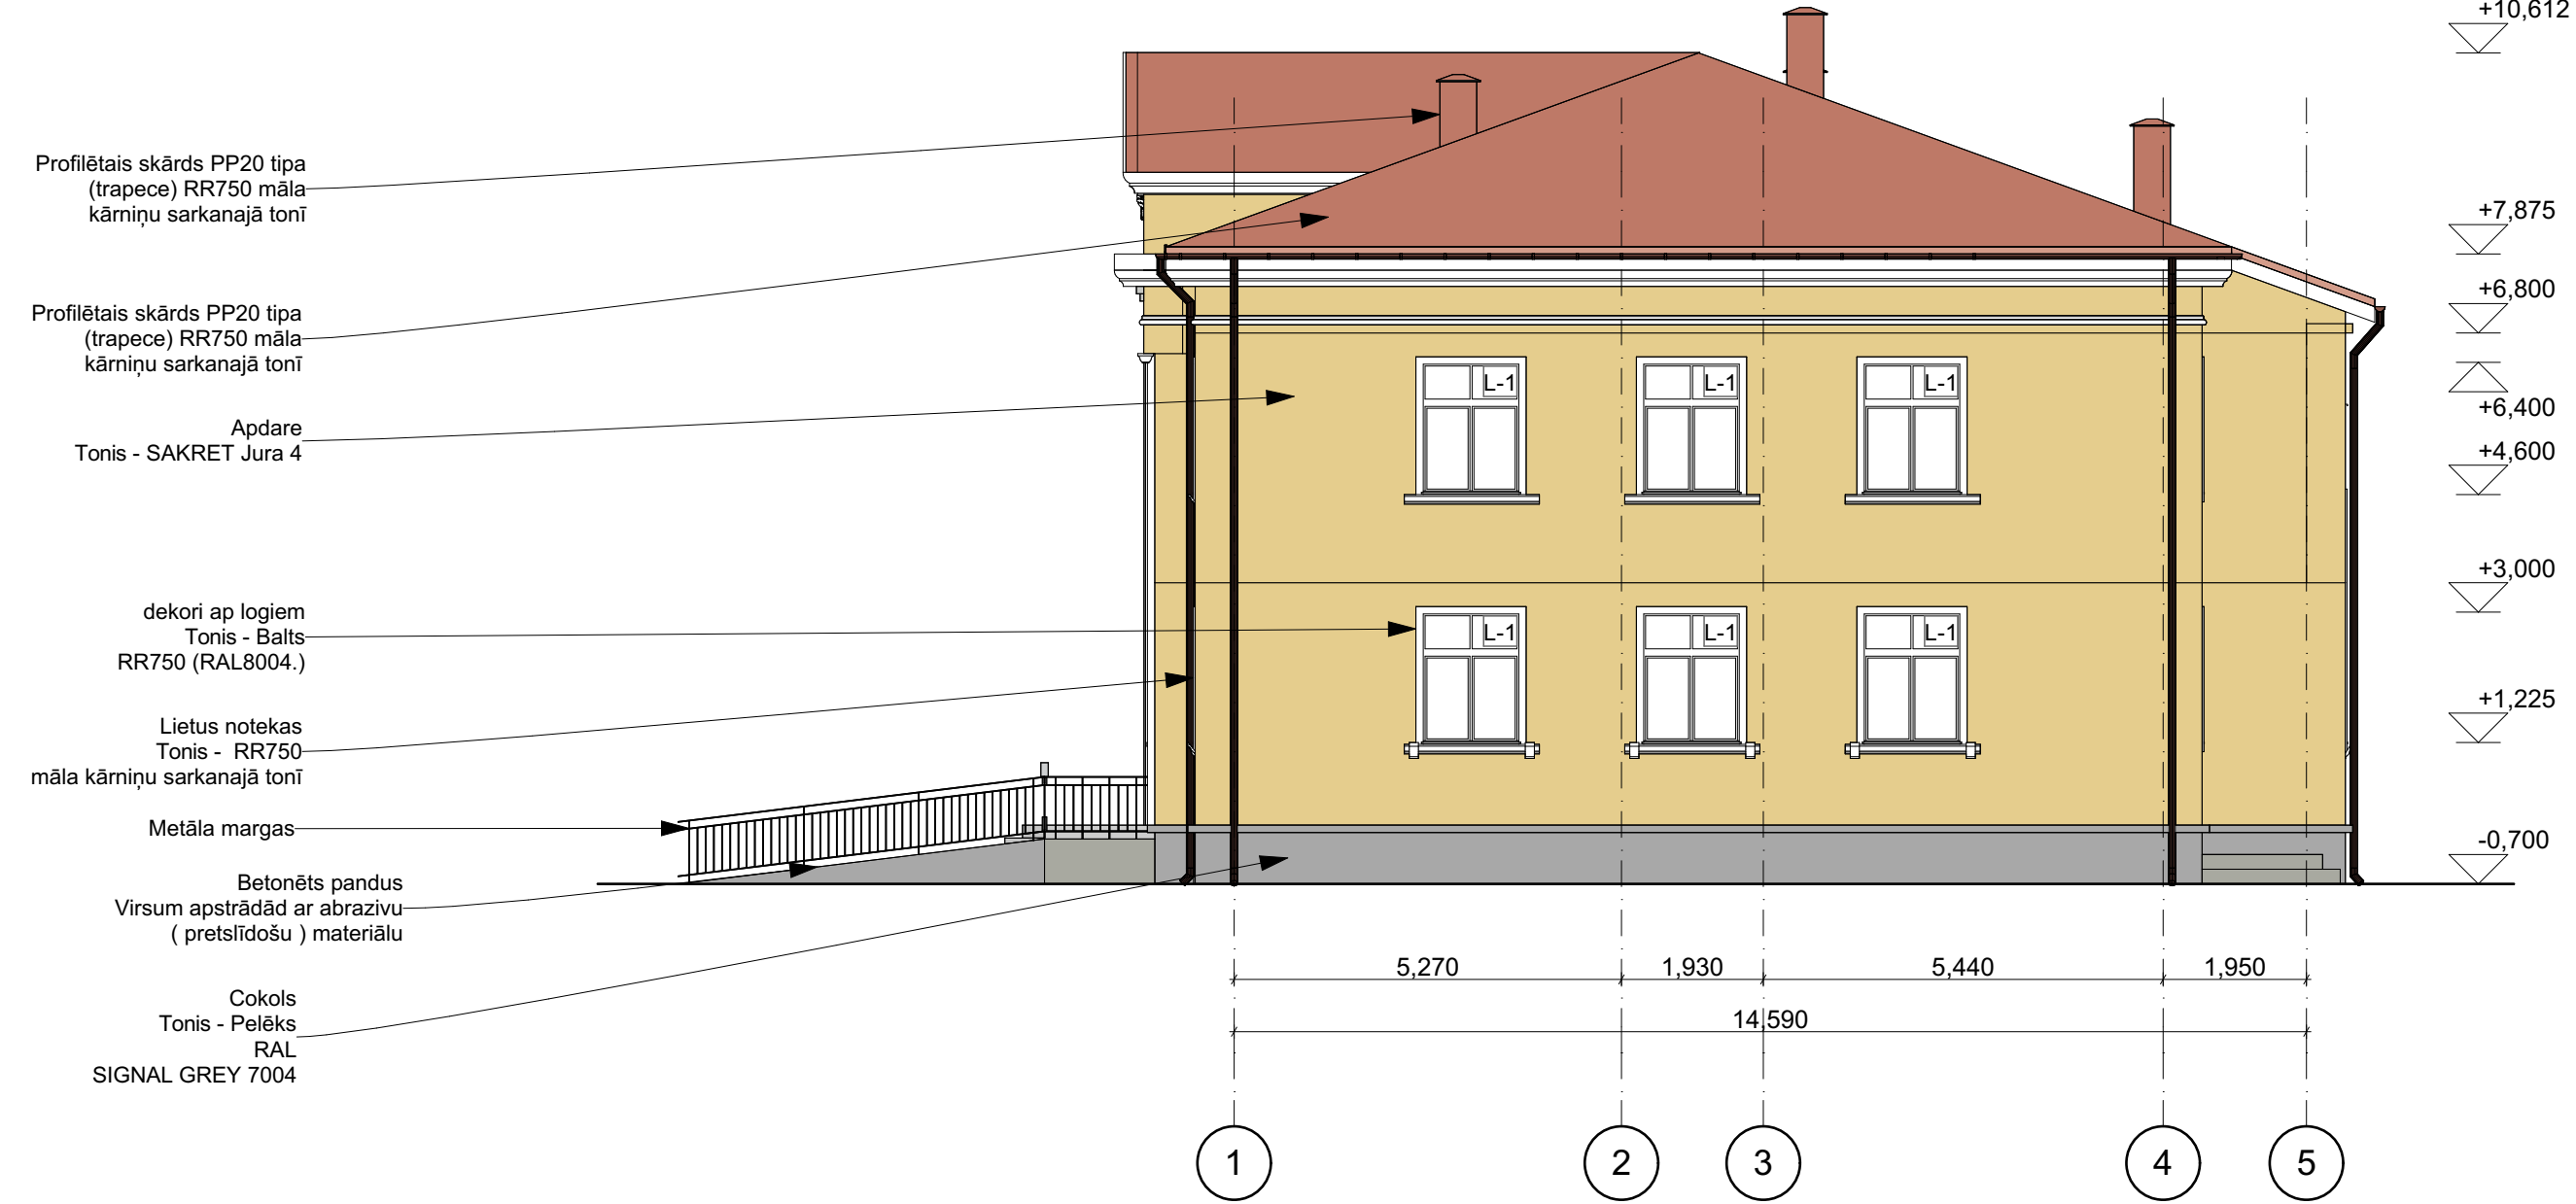 Profilētais skārds PP20 tipa
(trapece) RR750 māla
kārniņu sarkanajā tonī
Profilētais skārds PP20 tipa
(trapece) RR750 māla
kārniņu sarkanajā tonī
Apdare
Tonis - SAKRET Jura 4
dekori ap logiem
Tonis - Balts
RR750 (RAL8004.)
Lietus notekas
Tonis - RR750
māla kārniņu sarkanajā tonī
Metāla margas
Betonēts pandus
Virsum apstrādād ar abrazivu
( pretslīdošu ) materiālu
Cokols
Tonis - Pelēks
RAL
SIGNAL GREY 7004
L-1 L-1 L-1
L-1 L-1 L-1
+10,612
+7,875
+6,800
+6,400
+4,600
+3,000
+1,225
-0,700
5,270 1,930 5,440 1,950
14,590
1 2 3 4 5